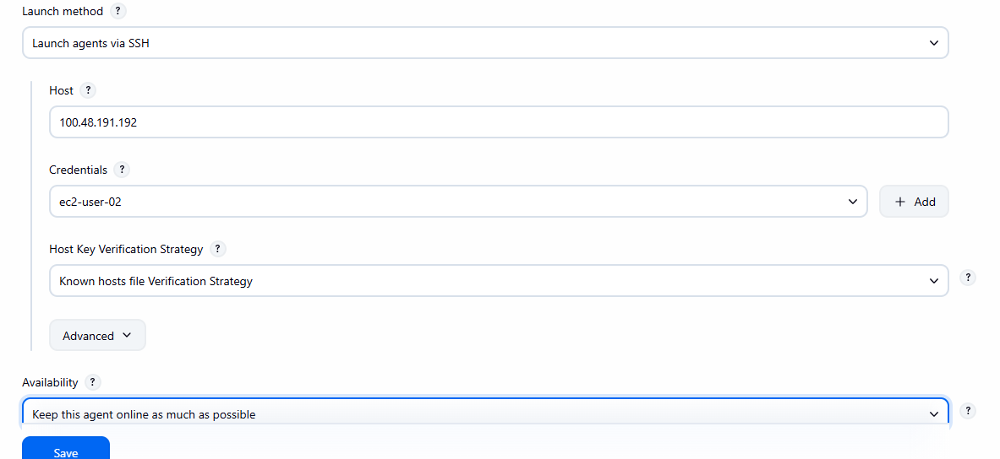 Launch method ?
Launch agents via SSH
Host ?
100.48.191.192
Credentials ?
ec2-user-02
+ Add
Host Key Verification Strategy ?
Known hosts file Verification Strategy
?
Advanced
Availability ?
Keep this agent online as much as possible
?
Save